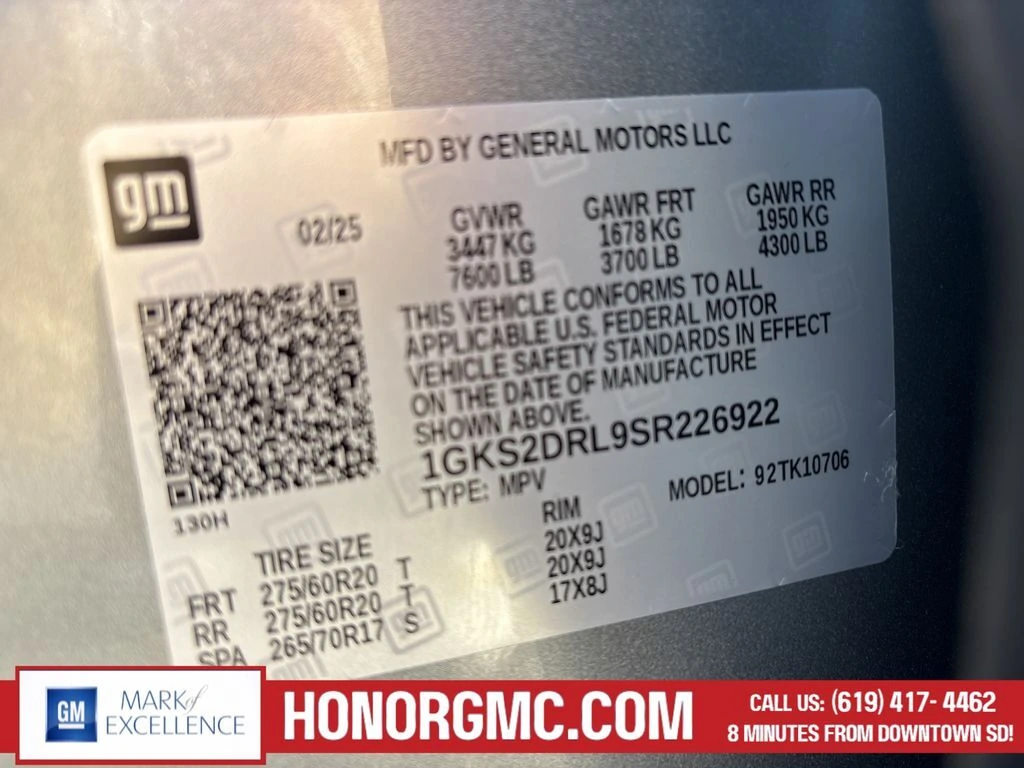 MFD BY GENERAL MOTORS LLC
gm
02/25
GVWR
3447 KG
7600 LB
GAWR FRT
1678 KG
3700 LB
GAWR RR
1950 KG
4300 LB
THIS VEHICLE CONFORMS TO ALL
APPLICABLE U.S. FEDERAL MOTOR
VEHICLE SAFETY STANDARDS IN EFFECT
ON THE DATE OF MANUFACTURE
SHOWN ABOVE.
1GKS2DRL9SR226922
TYPE: MPV
MODEL: 92TK10706
130H
TIRE SIZE
RIM
FRT 275/60R20 T 20X9J
RR 275/60R20 T 20X9J
SPA 265/70R17 S 17X8J
GM
MARK of
EXCELLENCE
HONORGMC.COM
CALL US: (619) 417- 4462
8 MINUTES FROM DOWNTOWN SD!